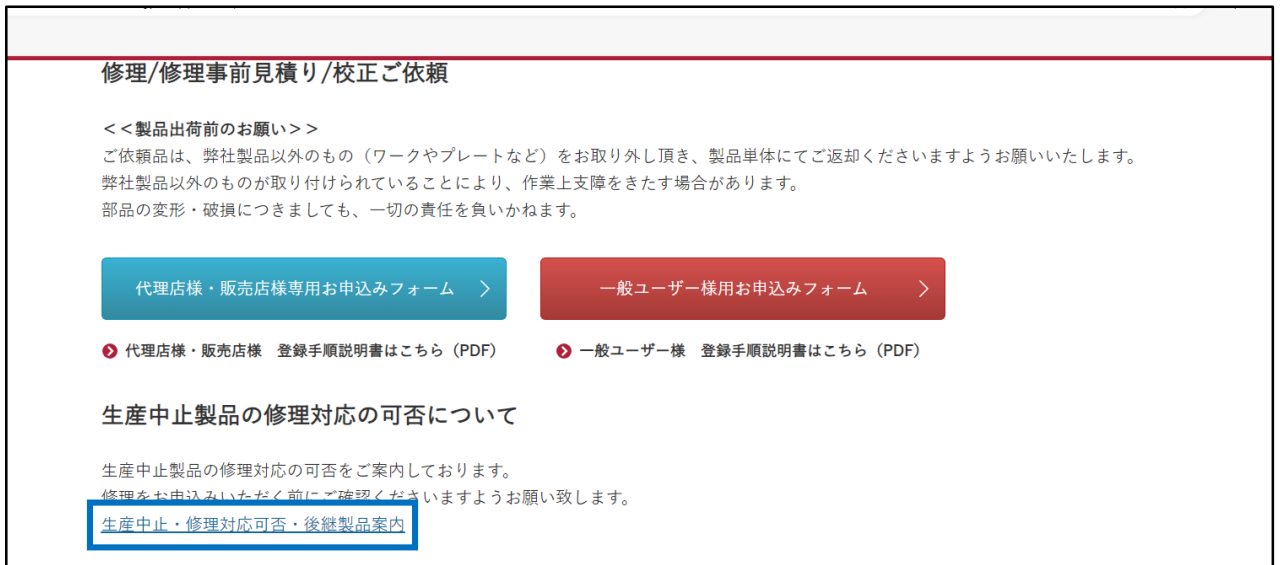 修理/修理事前見積り/校正ご依頼
＜＜製品出荷前のお願い＞＞
ご依頼品は、弊社製品以外のもの（ワークやプレートなど）をお取り外し頂き、製品単体にてご返却くださいますようお願いいたします。
弊社製品以外のものが取り付けられていることにより、作業上支障をきたす場合があります。
部品の変形・破損につきましても、一切の責任を負いかねます。
代理店様・販売店様専用お申込みフォーム
一般ユーザー様用お申込みフォーム
代理店様・販売店様　登録手順説明書はこちら（PDF）
一般ユーザー様　登録手順説明書はこちら（PDF）
生産中止製品の修理対応の可否について
生産中止製品の修理対応の可否をご案内しております。
修理をお申込みいただく前にご確認くださいますようお願い致します。
生産中止・修理対応可否・後継製品案内